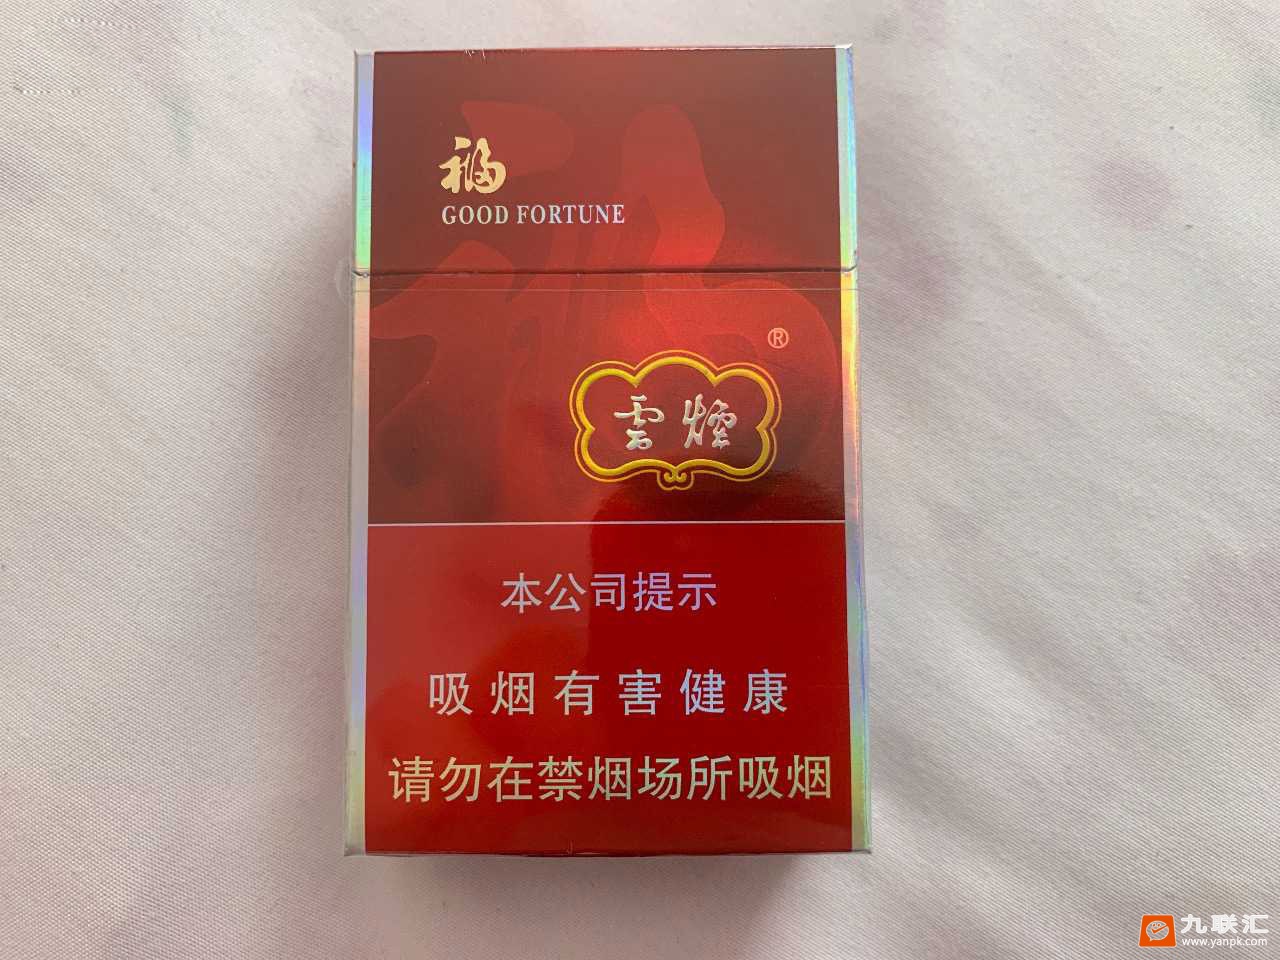 福
GOOD FORTUNE
®
雲煙
本公司提示
吸烟有害健康
请勿在禁烟场所吸烟
九联汇
www.yanpk.com